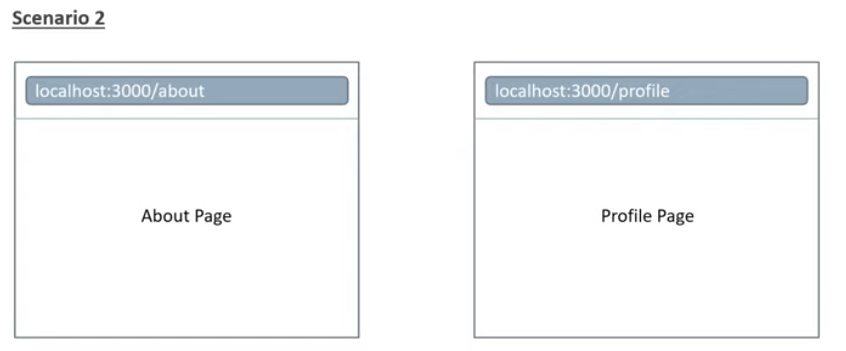 Scenario 2
localhost:3000/about
localhost:3000/profile
About Page
Profile Page